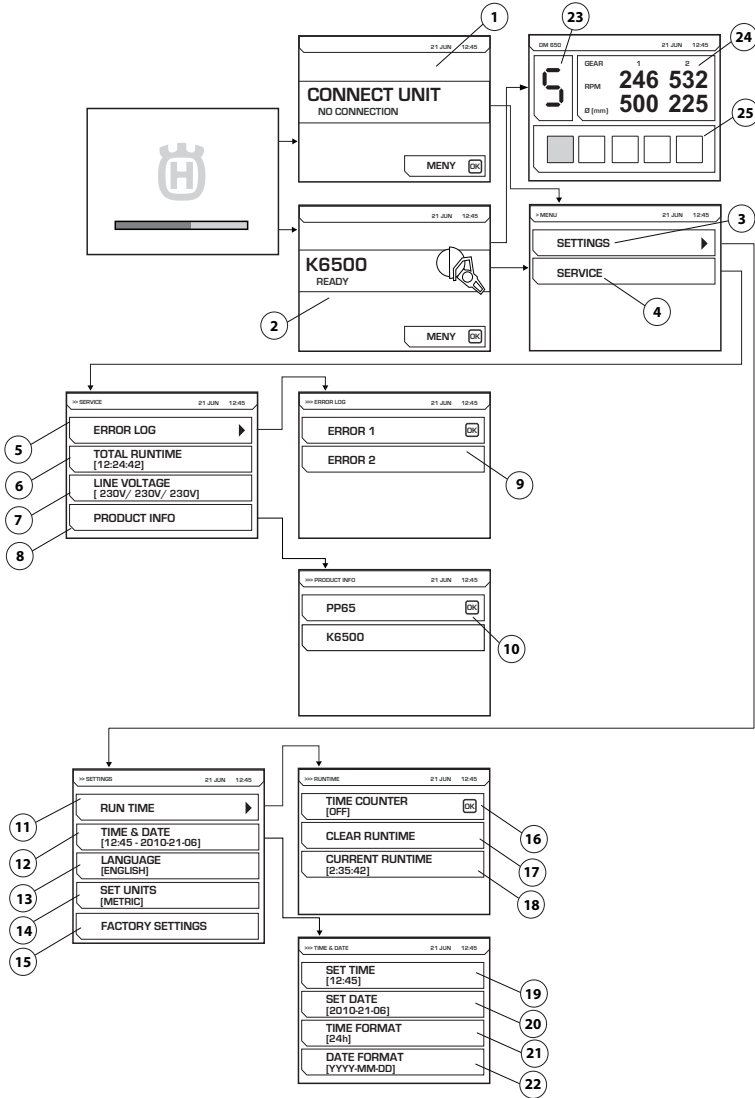 1
21 JUN 12:45
CONNECT UNIT
NO CONNECTION
MENY OK
23
DM 650 21 JUN 12:45
24
GEAR 1 2
S
RPM 246 532
Ø [mm] 500 225
25
H
21 JUN 12:45
K6500
READY
2
MENY OK
> MENU 21 JUN 12:45
3
SETTINGS
SERVICE
4
>> SERVICE 21 JUN 12:45
5
ERROR LOG
6
TOTAL RUNTIME
[12:24:42]
7
LINE VOLTAGE
[ 230V/ 230V/ 230V]
8
PRODUCT INFO
>>> ERROR LOG 21 JUN 12:45
ERROR 1 OK
ERROR 2
9
>>> PRODUCT INFO 21 JUN 12:45
PP65 OK
10
K6500
>> SETTINGS 21 JUN 12:45
11
RUN TIME
12
TIME & DATE
[12:45 - 2010-21-06]
13
LANGUAGE
[ENGLISH]
14
SET UNITS
[METRIC]
15
FACTORY SETTINGS
>>> RUNTIME 21 JUN 12:45
TIME COUNTER
[OFF] OK
16
CLEAR RUNTIME
17
CURRENT RUNTIME
[2:35:42]
18
>>> TIME & DATE 21 JUN 12:45
SET TIME
[12:45]
19
SET DATE
[2010-21-06]
20
TIME FORMAT
[24h]
21
DATE FORMAT
[YYYY-MM-DD]
22